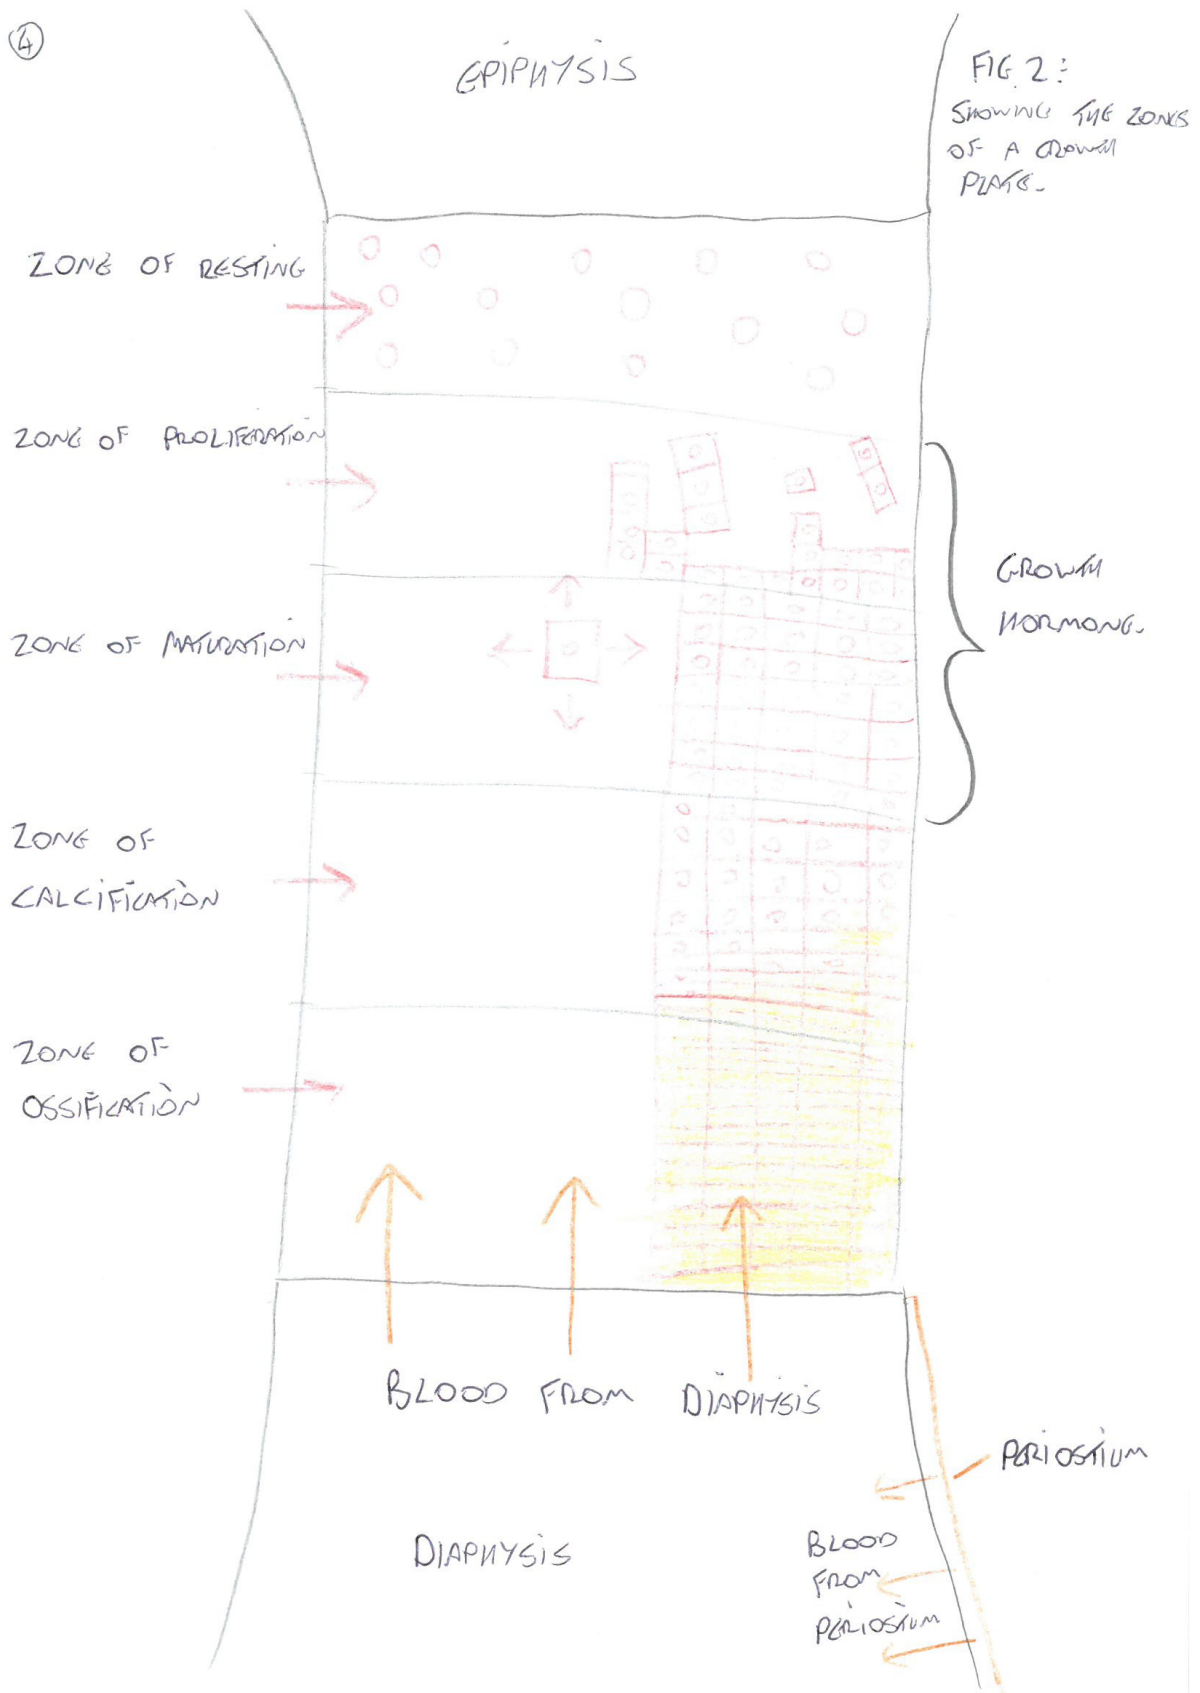 4
EPIPHYSIS
FIG 2:
SHOWING THE ZONES
OF A GROWTH
PLATE.
ZONE OF RESTING
ZONE OF PROLIFERATION
GROWTH
HORMONE.
ZONE OF MATURATION
ZONE OF
CALCIFICATION
ZONE OF
OSSIFICATION
BLOOD FROM DIAPHYSIS
PERIOSTIUM
DIAPHYSIS
BLOOD
FROM
PERIOSTIUM